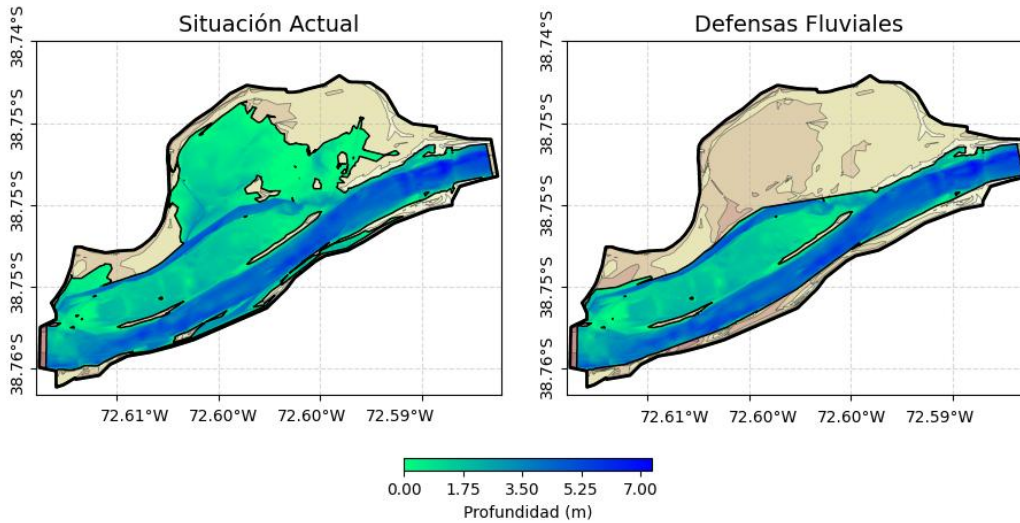 Situación Actual
Defensas Fluviales
38.74°S
38.75°S
38.75°S
38.75°S
38.76°S
72.61°W 72.60°W 72.60°W 72.59°W
38.74°S
38.75°S
38.75°S
38.75°S
38.76°S
72.61°W 72.60°W 72.60°W 72.59°W
0.00 1.75 3.50 5.25 7.00
Profundidad (m)